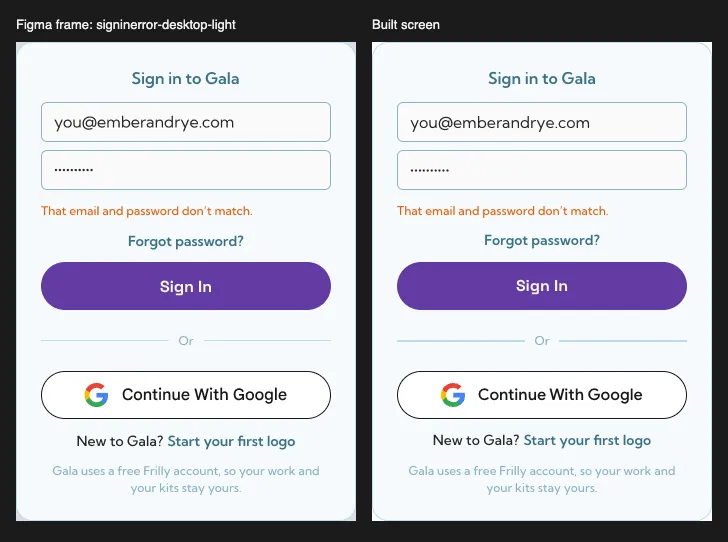 Figma frame: signinerror-desktop-light
Sign in to Gala
you@emberandrye.com
••••••••••
That email and password don’t match.
Forgot password?
Sign In
Or
Continue With Google
New to Gala? Start your first logo
Gala uses a free Frilly account, so your work and
your kits stay yours.
Built screen
Sign in to Gala
you@emberandrye.com
••••••••••
That email and password don’t match.
Forgot password?
Sign In
Or
Continue With Google
New to Gala? Start your first logo
Gala uses a free Frilly account, so your work and
your kits stay yours.